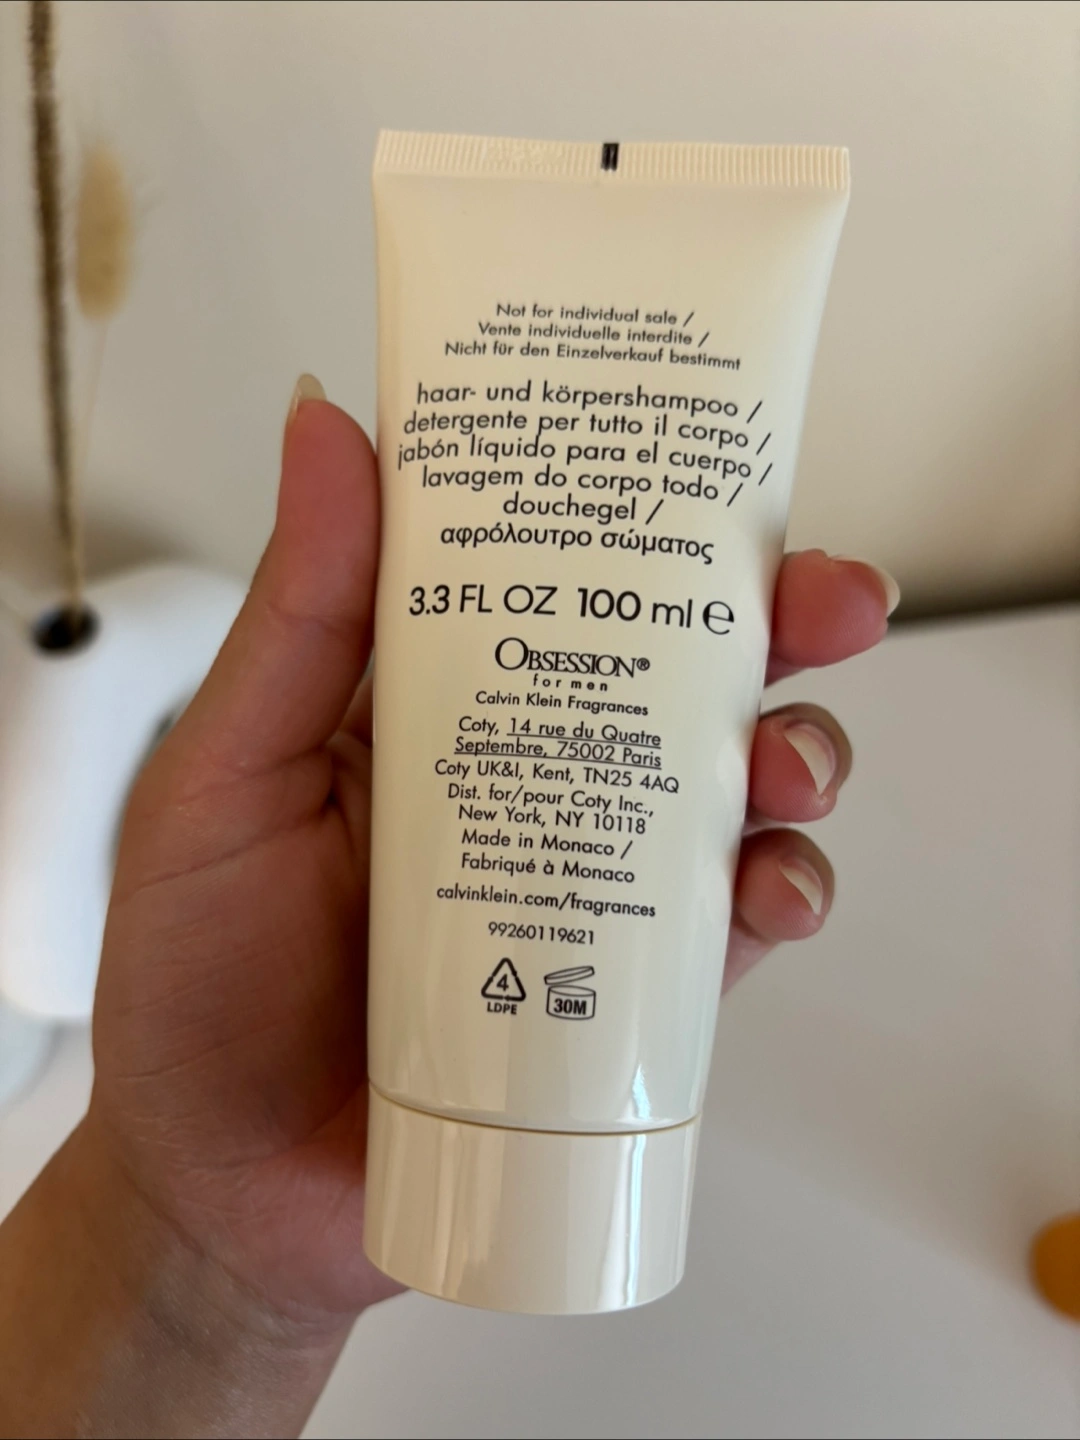 Not for individual sale /
Vente individuelle interdite /
Nicht für den Einzelverkauf bestimmt
haar- und körpershampoo /
detergente per tutto il corpo /
jabón líquido para el cuerpo /
lavagem do corpo todo /
douchegel /
αφρόλουτρο σώματος
3.3 FL OZ 100 ml ℮
OBSESSION®
for men
Calvin Klein Fragrances
Coty, 14 rue du Quatre
Septembre, 75002 Paris
Coty UK&I, Kent, TN25 4AQ
Dist. for/pour Coty Inc.,
New York, NY 10118
Made in Monaco /
Fabriqué à Monaco
calvinklein.com/fragrances
99260119621
4
LDPE
30M